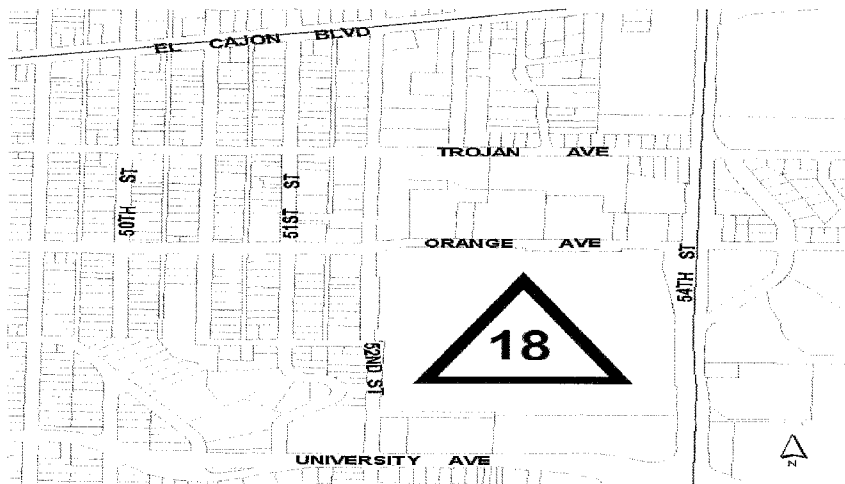 EL CAJON BLVD
TROJAN AVE
50TH ST
51ST ST
ORANGE AVE
54TH ST
18
52ND ST
UNIVERSITY AVE
N